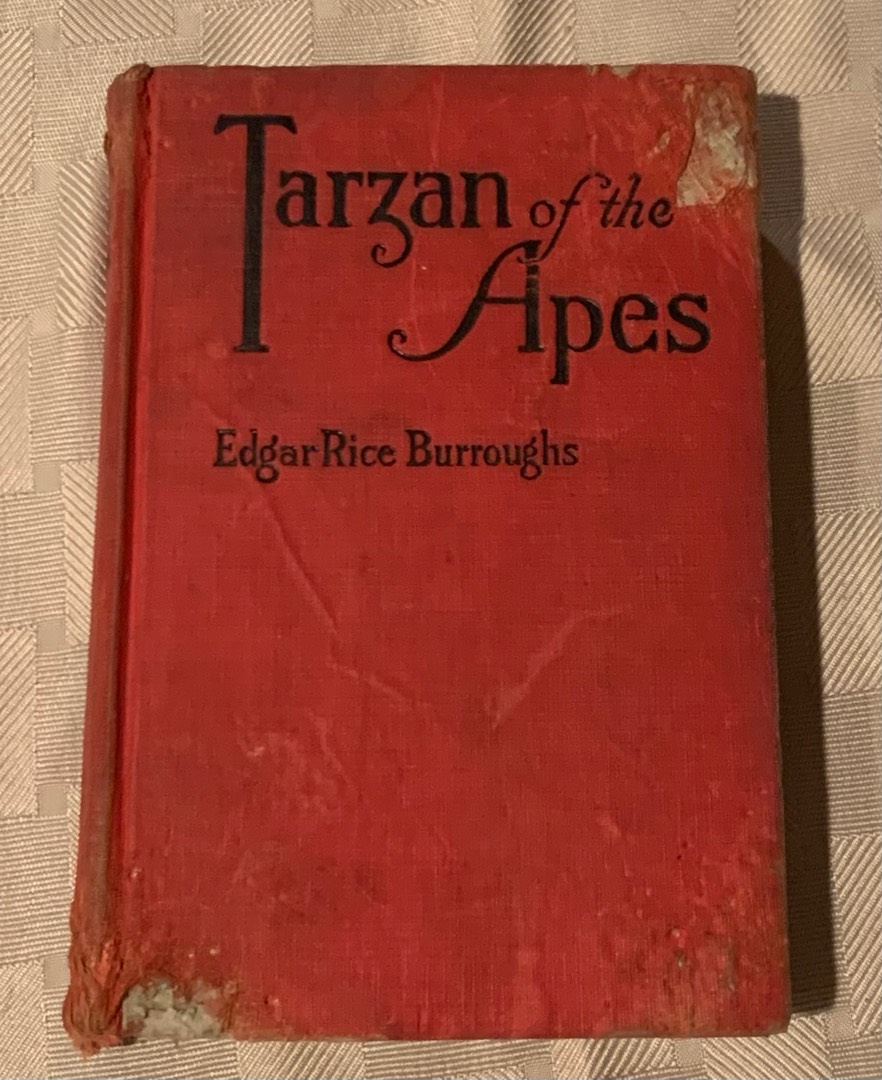 Tarzan of the
Apes
Edgar Rice Burroughs